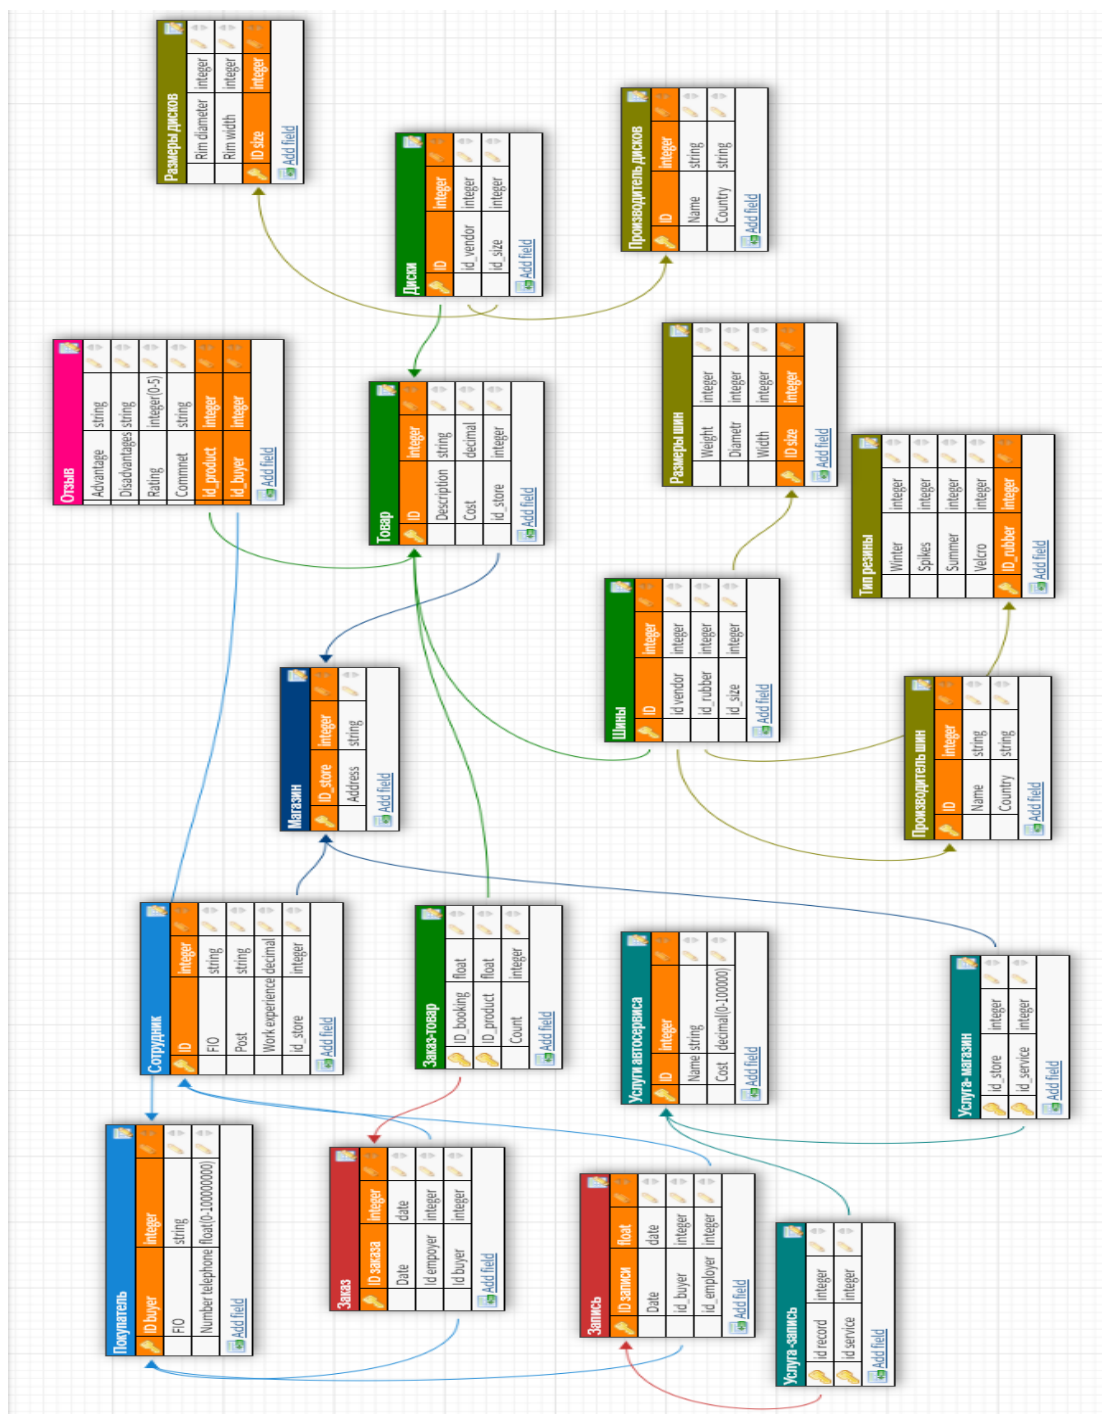 Покупатель
ID buyer integer
FIO string
Number telephone float(0-100000000)
Add field
Сотрудник
ID integer
FIO string
Post string
Work experience decimal
id_store integer
Add field
Отзыв
Advantage string
Disadvantages string
Rating integer(0-5)
Commnet string
id_product integer
id_buyer integer
Add field
Размеры дисков
Rim diameter integer
Rim width integer
ID size integer
Add field
Заказ
ID заказа integer
Date date
Id empoyer integer
Id buyer integer
Add field
Заказ-товар
ID_booking float
ID_product float
Count integer
Add field
Магазин
ID_store integer
Address string
Add field
Товар
ID integer
Description string
Cost decimal
id_store integer
Add field
Диски
ID integer
id_vendor integer
id_size integer
Add field
Запись
ID записи float
Date date
id_buyer integer
id_employer integer
Add field
Услуги автосервиса
ID integer
Name string
Cost decimal(0-100000)
Add field
Шины
ID integer
id vendor integer
id_rubber integer
id_size integer
Add field
Размеры шин
Weight integer
Diametr integer
Width integer
ID size integer
Add field
Производитель дисков
ID integer
Name string
Country string
Add field
Услуга-запись
id record integer
id service integer
Add field
Услуга-магазин
id_store integer
id_service integer
Add field
Производитель шин
ID integer
Name string
Country string
Add field
Тип резины
Winter integer
Spikes integer
Summer integer
Velcro integer
ID_rubber integer
Add field